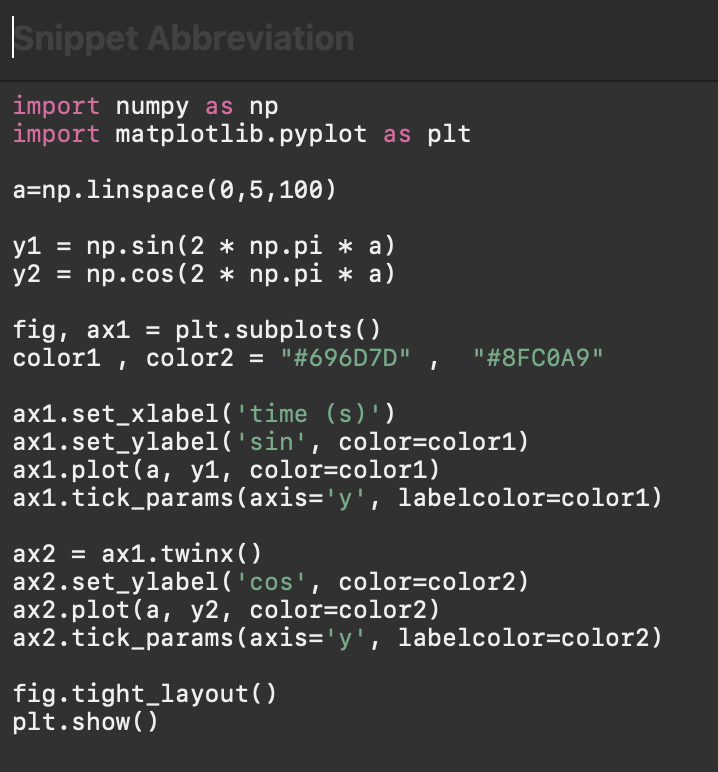 Snippet Abbreviation
import numpy as np
import matplotlib.pyplot as plt
a=np.linspace(0,5,100)
y1 = np.sin(2 * np.pi * a)
y2 = np.cos(2 * np.pi * a)
fig, ax1 = plt.subplots()
color1 , color2 = "#696D7D" ,  "#8FC0A9"
ax1.set_xlabel('time (s)')
ax1.set_ylabel('sin', color=color1)
ax1.plot(a, y1, color=color1)
ax1.tick_params(axis='y', labelcolor=color1)
ax2 = ax1.twinx()
ax2.set_ylabel('cos', color=color2)
ax2.plot(a, y2, color=color2)
ax2.tick_params(axis='y', labelcolor=color2)
fig.tight_layout()
plt.show()